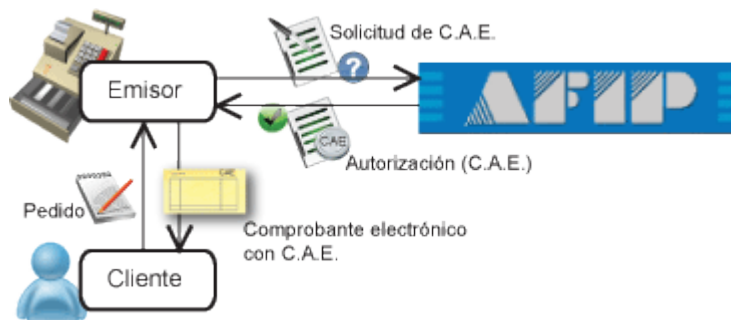 Solicitud de C.A.E.
Emisor
AFIP
CAE
Autorización (C.A.E.)
Pedido
CAE
Comprobante electrónico
con C.A.E.
Cliente